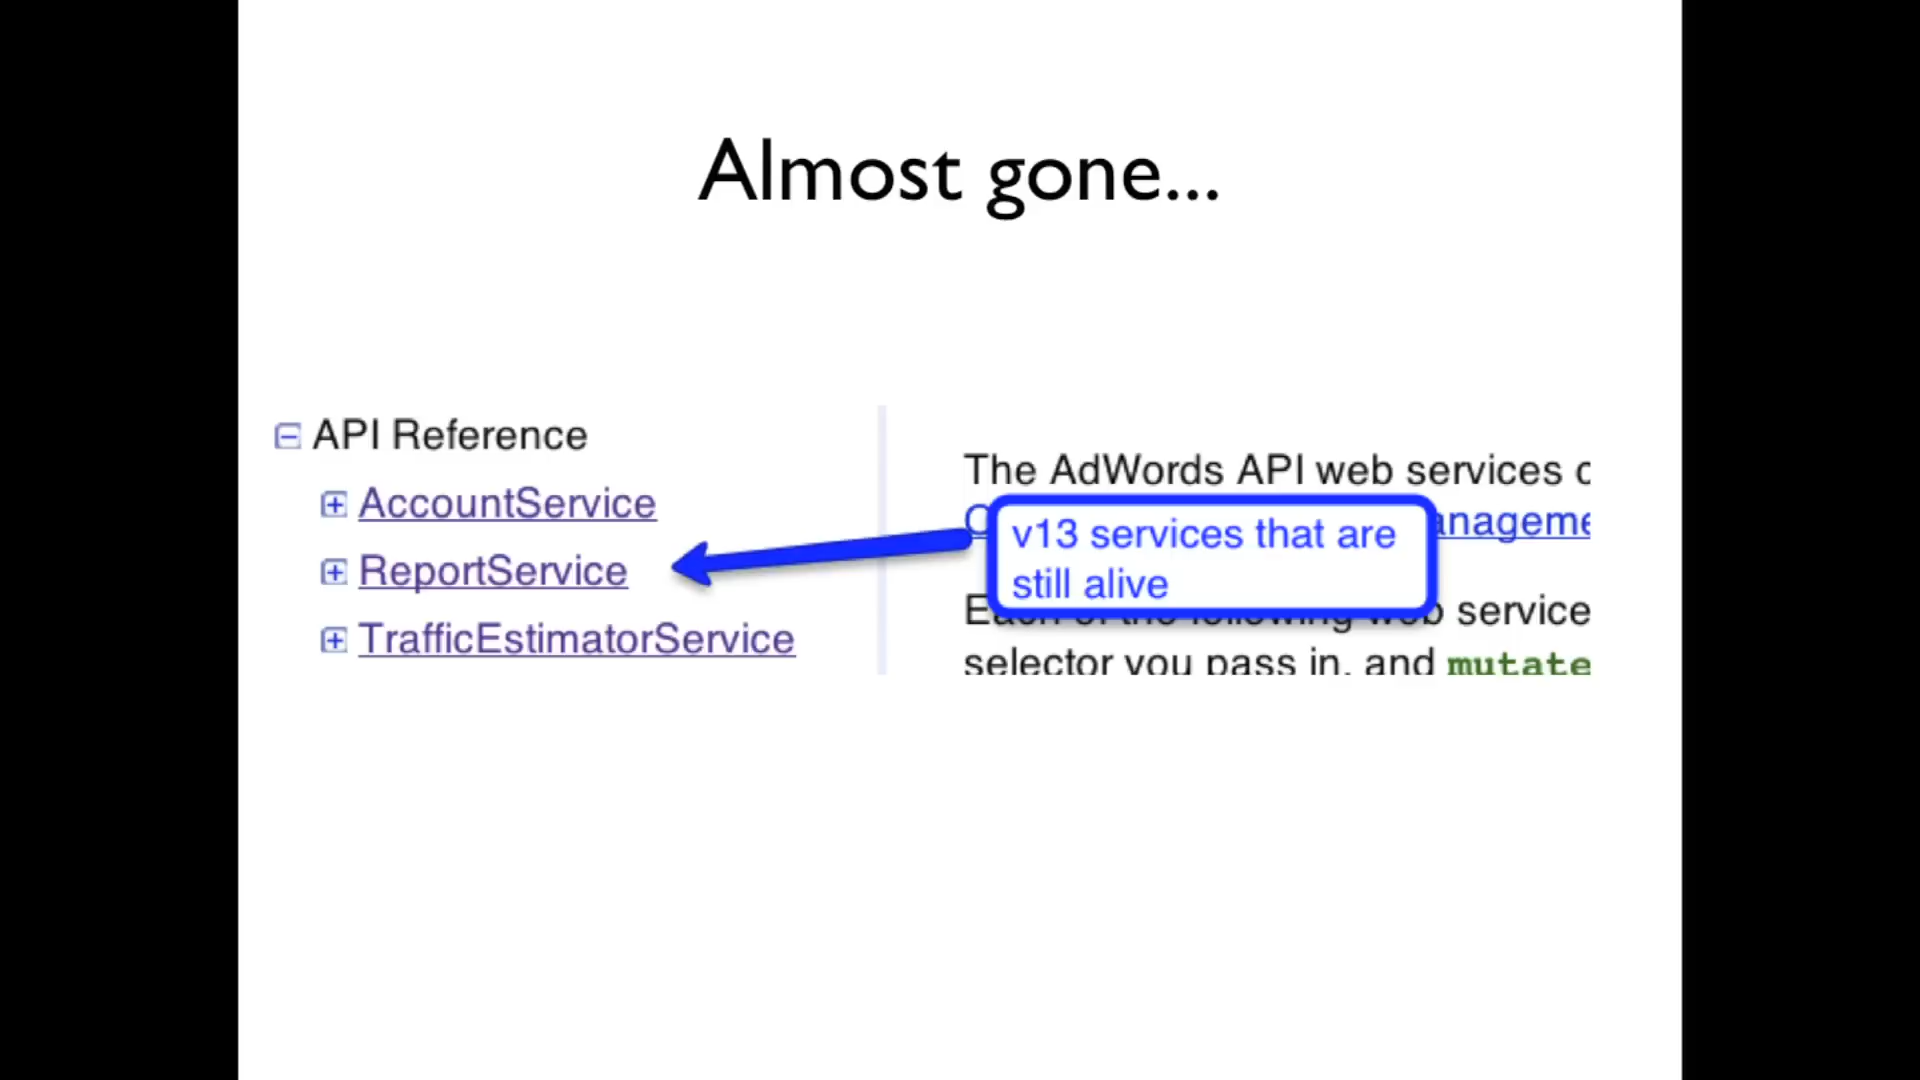 Almost gone...
API Reference
AccountService
ReportService
TrafficEstimatorService
The AdWords API web services
v13 services that are
still alive
service
selector you pass in, and mutate